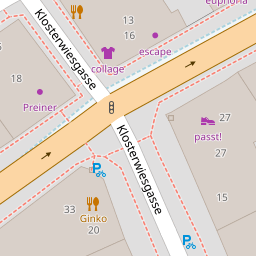 euphoria
13
16
Klosterwiesgasse
escape
collage
18
Preiner
27
27
passt!
Klosterwiesgasse
15
33
Ginko
20